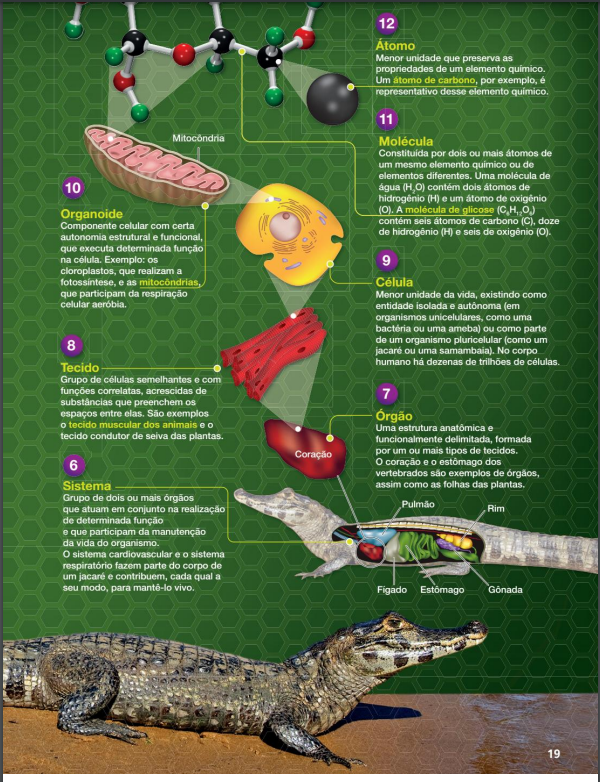 12
Átomo
Menor unidade que preserva as
propriedades de um elemento químico.
Um átomo de carbono, por exemplo, é
representativo desse elemento químico.
11
Molécula
Constituída por dois ou mais átomos de
um mesmo elemento químico ou de
elementos diferentes. Uma molécula de
água (H₂O) contém dois átomos de
hidrogênio (H) e um átomo de oxigênio
(O). A molécula de glicose (C₆H₁₂O₆)
contém seis átomos de carbono (C), doze
de hidrogênio (H) e seis de oxigênio (O).
Mitocôndria
10
Organoide
Componente celular com certa
autonomia estrutural e funcional,
que executa determinada função
na célula. Exemplo: os
cloroplastos, que realizam a
fotossíntese, e as mitocôndrias,
que participam da respiração
celular aeróbia.
9
Célula
Menor unidade da vida, existindo como
entidade isolada e autônoma (em
organismos unicelulares, como uma
bactéria ou uma ameba) ou como parte
de um organismo pluricelular (como um
jacaré ou uma samambaia). No corpo
humano há dezenas de trilhões de células.
8
Tecido
Grupo de células semelhantes e com
funções correlatas, acrescidas de
substâncias que preenchem os
espaços entre elas. São exemplos
o tecido muscular dos animais e o
tecido condutor de seiva das plantas.
7
Órgão
Uma estrutura anatômica e
funcionalmente delimitada, formada
por um ou mais tipos de tecidos.
O coração e o estômago dos
vertebrados são exemplos de órgãos,
assim como as folhas das plantas.
Coração
6
Sistema
Grupo de dois ou mais órgãos
que atuam em conjunto na realização
de determinada função
e que participam da manutenção
da vida do organismo.
O sistema cardiovascular e o sistema
respiratório fazem parte do corpo de
um jacaré e contribuem, cada qual a
seu modo, para mantê-lo vivo.
Pulmão
Rim
Fígado
Estômago
Gônada
19